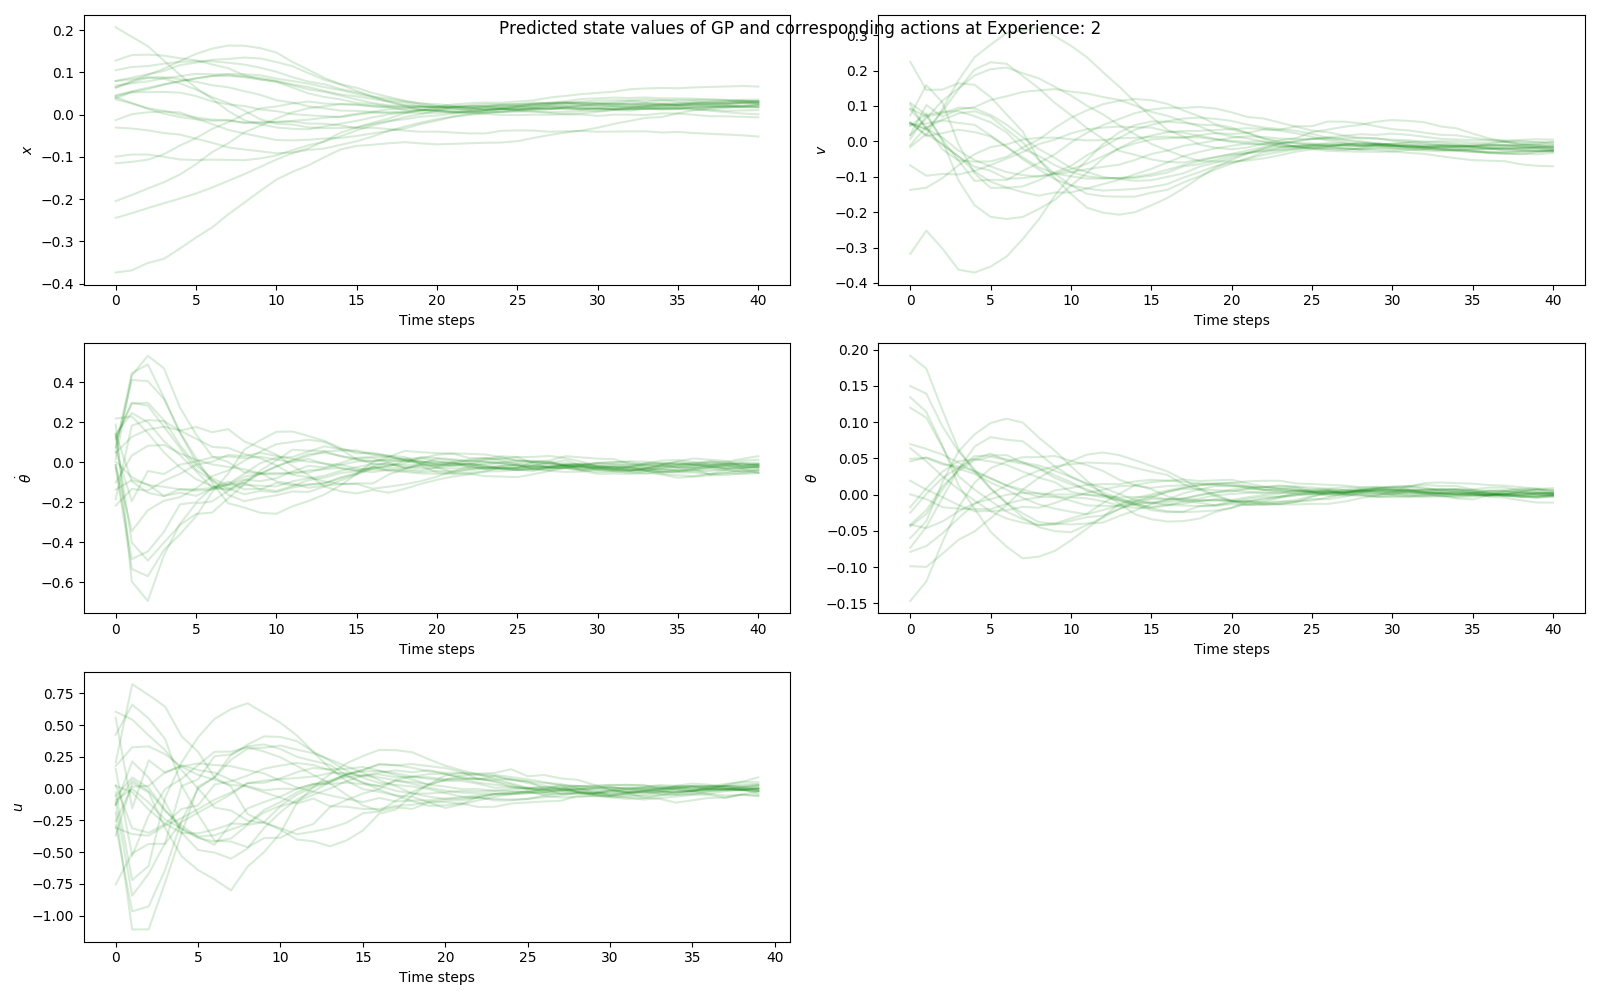 Predicted state values of GP and corresponding actions at Experience: 2
0.2
0.1
0.0
−0.1
−0.2
−0.3
−0.4
x
0 5 10 15 20 25 30 35 40
Time steps
0.3
0.2
0.1
0.0
−0.1
−0.2
−0.3
−0.4
v
0 5 10 15 20 25 30 35 40
Time steps
0.4
0.2
0.0
−0.2
−0.4
−0.6
θ̇
0 5 10 15 20 25 30 35 40
Time steps
0.20
0.15
0.10
0.05
0.00
−0.05
−0.10
−0.15
θ
0 5 10 15 20 25 30 35 40
Time steps
0.75
0.50
0.25
0.00
−0.25
−0.50
−0.75
−1.00
u
0 5 10 15 20 25 30 35 40
Time steps